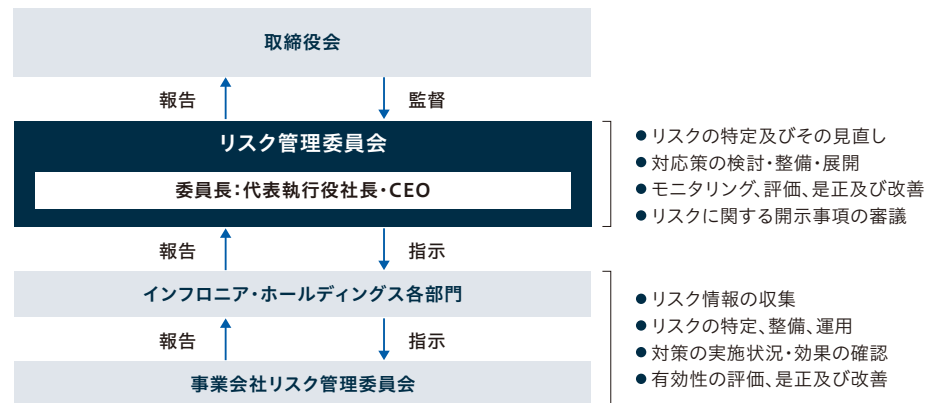 取締役会
報告
監督
リスク管理委員会
委員長：代表執行役社長・CEO
●リスクの特定及びその見直し
●対応策の検討・整備・展開
●モニタリング、評価、是正及び改善
●リスクに関する開示事項の審議
報告
指示
インフロニア・ホールディングス各部門
報告
指示
事業会社リスク管理委員会
●リスク情報の収集
●リスクの特定、整備、運用
●対策の実施状況・効果の確認
●有効性の評価、是正及び改善